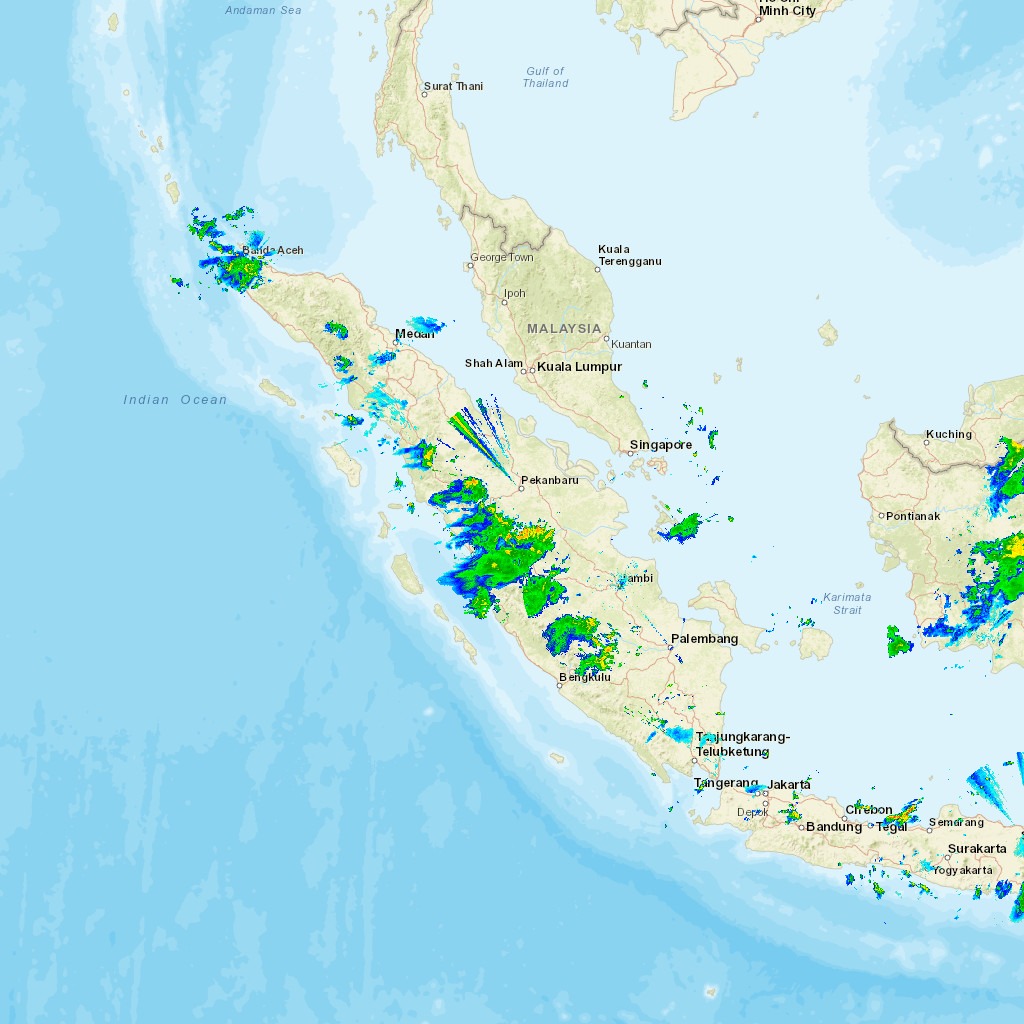 Andaman Sea
Minh City
Gulf of
Thailand
Surat Thani
Banda Aceh
George Town
Kuala
Terengganu
Ipoh
MALAYSIA
Medan
Kuantan
Shah Alam
Kuala Lumpur
Indian Ocean
Singapore
Kuching
Pekanbaru
Pontianak
Karimata
Strait
Palembang
Bengkulu
Tanjungkarang-
Telubketung
Tangerang
Jakarta
Depok
Cirebon
Bandung
Tegal
Semarang
Surakarta
Yogyakarta